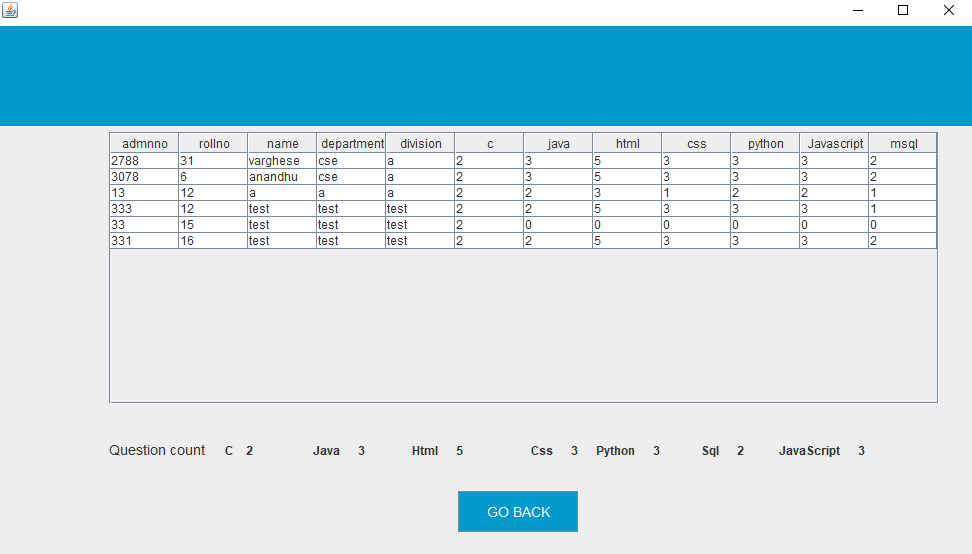 admnno rollno name department division c java html css python Javascript msql
2788 31 varghese cse a 2 3 5 3 3 3 2
3078 6 anandhu cse a 2 3 5 3 3 3 2
13 12 a a a 2 2 3 1 2 2 1
333 12 test test test 2 2 5 3 3 3 1
33 15 test test test 2 0 0 0 0 0 0
331 16 test test test 2 2 5 3 3 3 2
Question count C 2 Java 3 Html 5 Css 3 Python 3 Sql 2 JavaScript 3
GO BACK